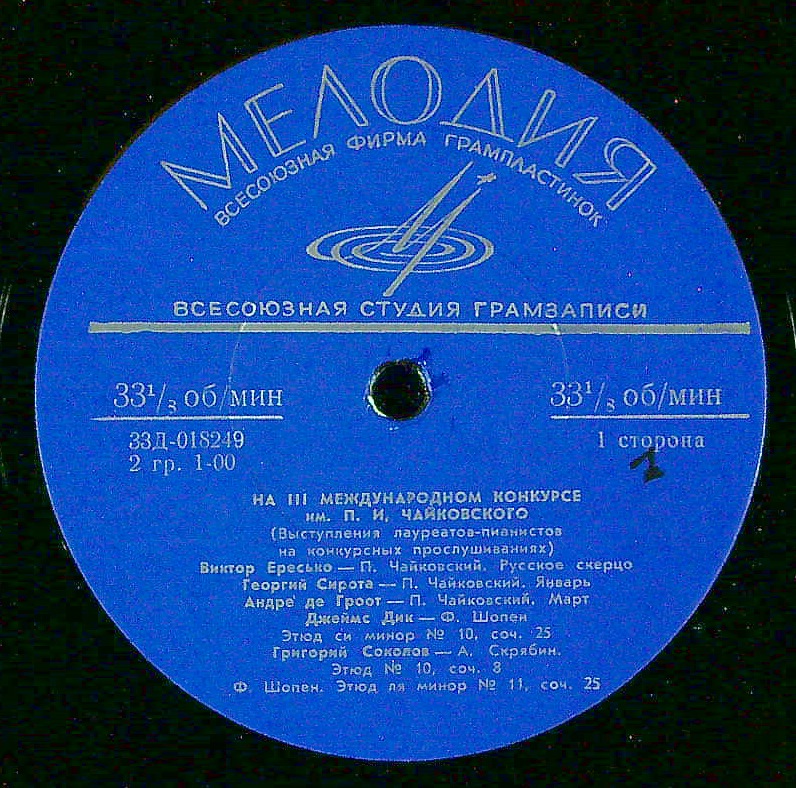 МЕЛОДИЯ
ВСЕСОЮЗНАЯ ФИРМА ГРАМПЛАСТИНОК
ВСЕСОЮЗНАЯ СТУДИЯ ГРАМЗАПИСИ
33¹/₃ об/мин
33¹/₃ об/мин
33Д-018249
1 сторона
2 гр. 1-00
НА III МЕЖДУНАРОДНОМ КОНКУРСЕ
им. П. И. ЧАЙКОВСКОГО
(Выступления лауреатов-пианистов
на конкурсных прослушиваниях)
Виктор Ересько — П. Чайковский. Русское скерцо
Георгий Сирота — П. Чайковский. Январь
Андре де Гроот — П. Чайковский. Март
Джеймс Дик — Ф. Шопен
Этюд си минор № 10, соч. 25
Григорий Соколов — А. Скрябин.
Этюд № 10, соч. 8
Ф. Шопен. Этюд ля минор № 11, соч. 25